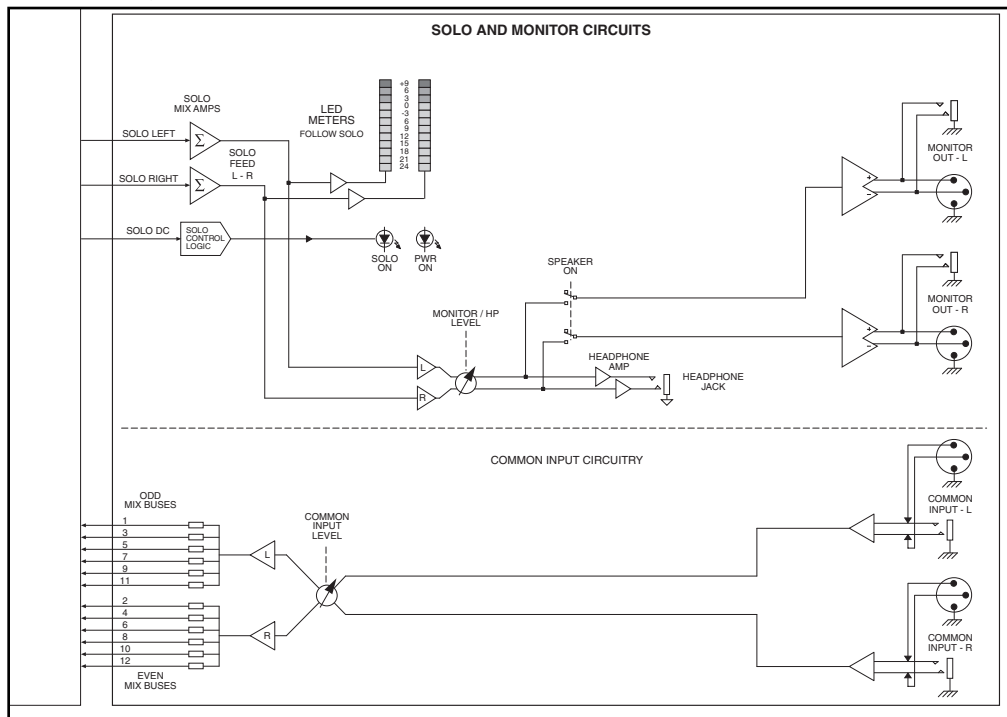 SOLO AND MONITOR CIRCUITS
SOLO
MIX AMPS
SOLO LEFT
Σ
SOLO RIGHT
Σ
SOLO
FEED
L - R
LED
METERS
FOLLOW SOLO
+9
6
3
0
-3
6
9
12
15
18
21
24
SOLO DC
SOLO
CONTROL
LOGIC
SOLO
ON
PWR
ON
MONITOR / HP
LEVEL
L
R
SPEAKER
ON
HEADPHONE
AMP
HEADPHONE
JACK
+
−
MONITOR
OUT - L
+
−
MONITOR
OUT - R
COMMON INPUT CIRCUITRY
ODD
MIX BUSES
1
3
5
7
9
11
2
4
6
8
10
12
EVEN
MIX BUSES
L
R
COMMON
INPUT
LEVEL
COMMON
INPUT - L
COMMON
INPUT - R